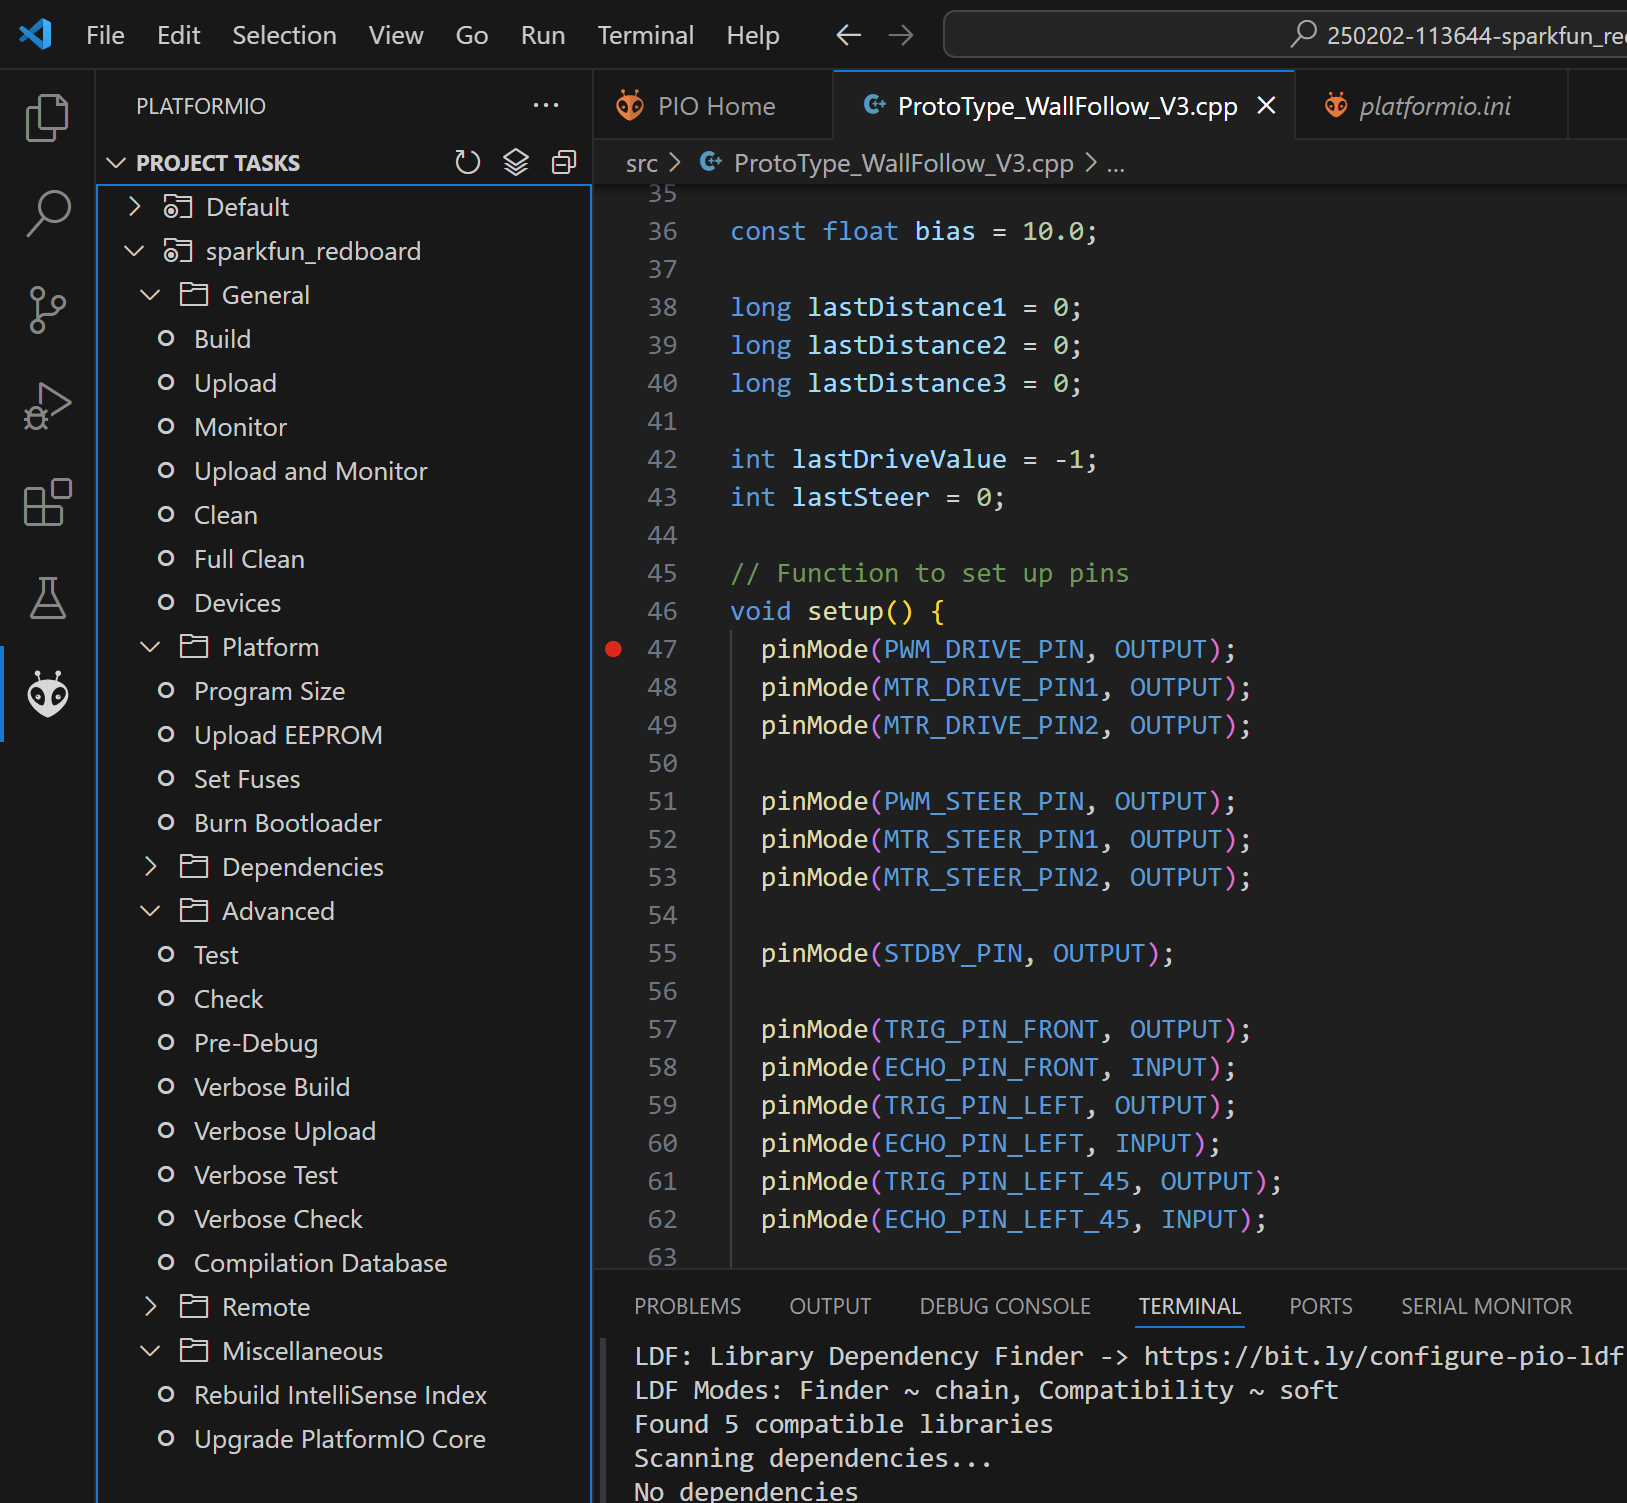 File Edit Selection View Go Run Terminal Help
250202-113644-sparkfun_re
PLATFORMIO
PROJECT TASKS
Default
sparkfun_redboard
General
Build
Upload
Monitor
Upload and Monitor
Clean
Full Clean
Devices
Platform
Program Size
Upload EEPROM
Set Fuses
Burn Bootloader
Dependencies
Advanced
Test
Check
Pre-Debug
Verbose Build
Verbose Upload
Verbose Test
Verbose Check
Compilation Database
Remote
Miscellaneous
Rebuild IntelliSense Index
Upgrade PlatformIO Core
PIO Home
ProtoType_WallFollow_V3.cpp
platformio.ini
src > ProtoType_WallFollow_V3.cpp > ...
35
36 const float bias = 10.0;
37
38 long lastDistance1 = 0;
39 long lastDistance2 = 0;
40 long lastDistance3 = 0;
41
42 int lastDriveValue = -1;
43 int lastSteer = 0;
44
45 // Function to set up pins
46 void setup() {
47 pinMode(PWM_DRIVE_PIN, OUTPUT);
48 pinMode(MTR_DRIVE_PIN1, OUTPUT);
49 pinMode(MTR_DRIVE_PIN2, OUTPUT);
50
51 pinMode(PWM_STEER_PIN, OUTPUT);
52 pinMode(MTR_STEER_PIN1, OUTPUT);
53 pinMode(MTR_STEER_PIN2, OUTPUT);
54
55 pinMode(STDBY_PIN, OUTPUT);
56
57 pinMode(TRIG_PIN_FRONT, OUTPUT);
58 pinMode(ECHO_PIN_FRONT, INPUT);
59 pinMode(TRIG_PIN_LEFT, OUTPUT);
60 pinMode(ECHO_PIN_LEFT, INPUT);
61 pinMode(TRIG_PIN_LEFT_45, OUTPUT);
62 pinMode(ECHO_PIN_LEFT_45, INPUT);
63
PROBLEMS OUTPUT DEBUG CONSOLE TERMINAL PORTS SERIAL MONITOR
LDF: Library Dependency Finder -> https://bit.ly/configure-pio-ldf
LDF Modes: Finder ~ chain, Compatibility ~ soft
Found 5 compatible libraries
Scanning dependencies...
No dependencies